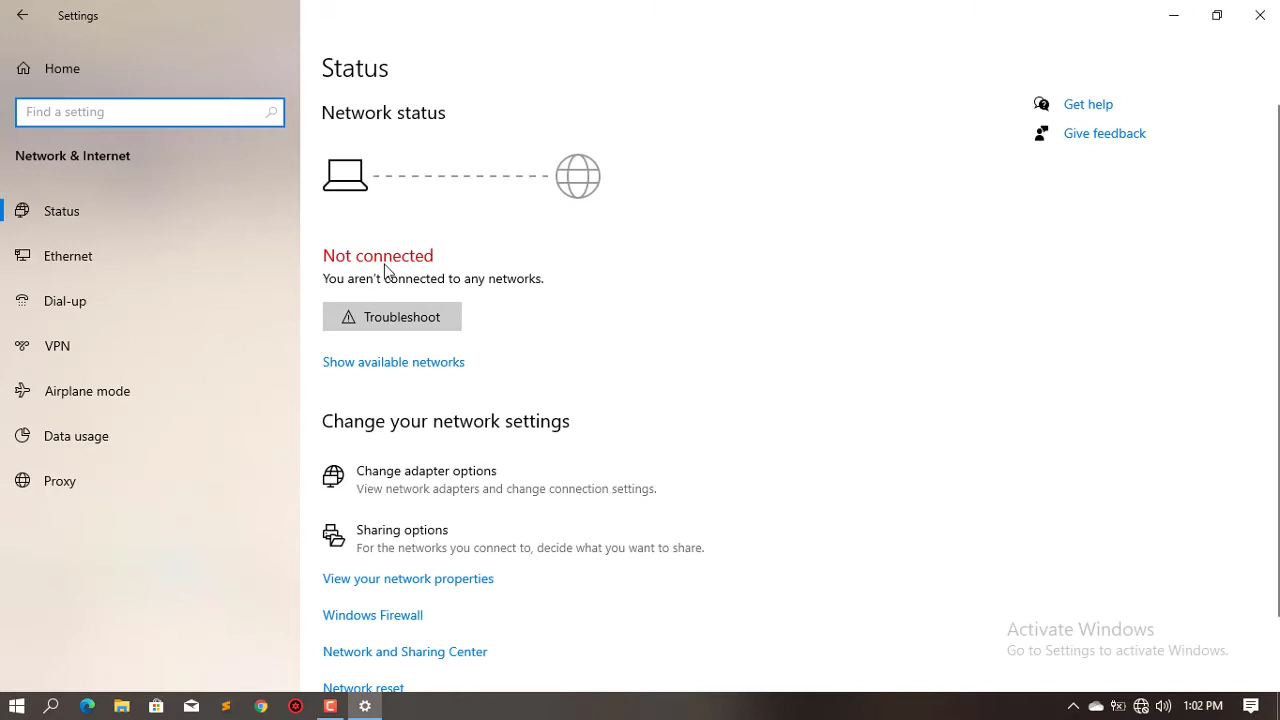 Settings
Home
Find a setting
Network & Internet
Status
Ethernet
Dial-up
VPN
Airplane mode
Data usage
Proxy
Status
Network status
Not connected
You aren't connected to any networks.
Troubleshoot
Show available networks
Change your network settings
Change adapter options
View network adapters and change connection settings.
Sharing options
For the networks you connect to, decide what you want to share.
View your network properties
Windows Firewall
Network and Sharing Center
Network reset
Get help
Give feedback
Activate Windows
Go to Settings to activate Windows.
1:02 PM